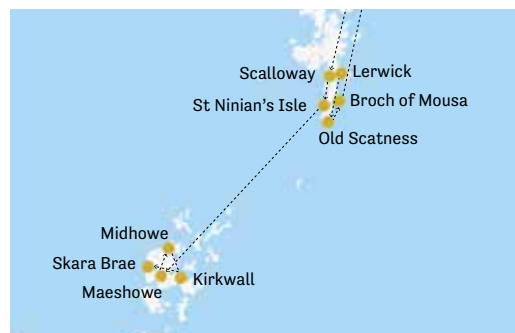 Scalloway
Lerwick
St Ninian's Isle
Broch of Mousa
Old Scatness
Midhowe
Skara Brae
Maeshowe
Kirkwall